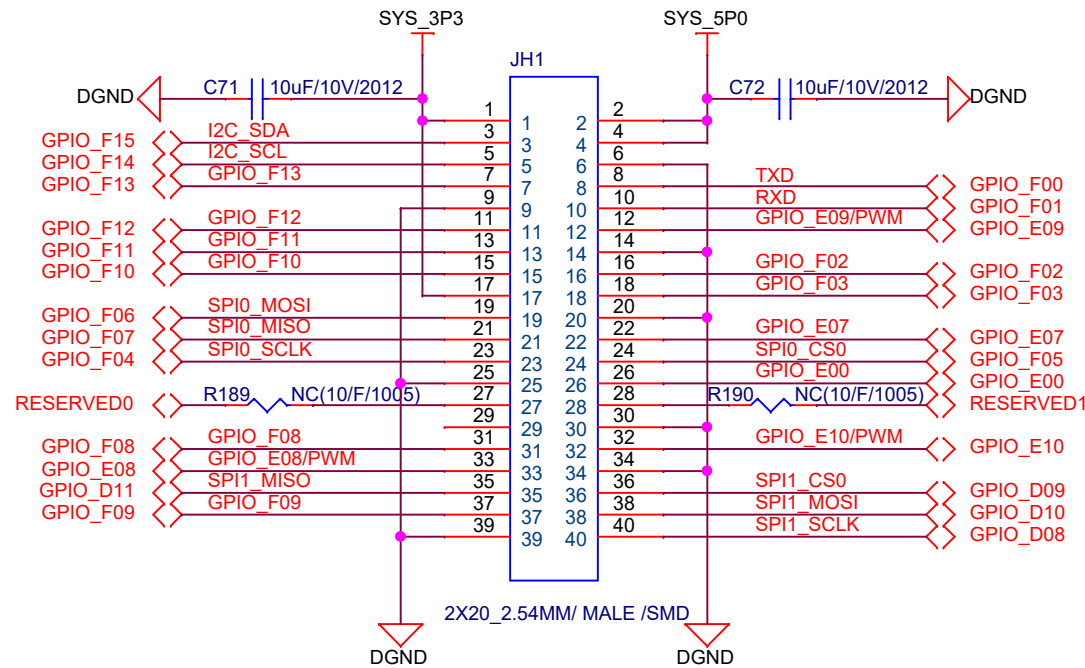 SYS_3P3 SYS_5P0
JH1
DGND C71 10uF/10V/2012 C72 10uF/10V/2012 DGND
1 1 2 2
GPIO_F15 I2C_SDA 3 3 4 4
GPIO_F14 I2C_SCL 5 5 6 6
GPIO_F13 GPIO_F13 7 7 8 8 TXD GPIO_F00
9 9 10 10 RXD GPIO_F01
GPIO_F12 GPIO_F12 11 11 12 12 GPIO_E09/PWM GPIO_E09
GPIO_F11 GPIO_F11 13 13 14 14
GPIO_F10 GPIO_F10 15 15 16 16 GPIO_F02 GPIO_F02
17 17 18 18 GPIO_F03 GPIO_F03
GPIO_F06 SPI0_MOSI 19 19 20 20
GPIO_F07 SPI0_MISO 21 21 22 22 GPIO_E07 GPIO_E07
GPIO_F04 SPI0_SCLK 23 23 24 24 SPI0_CS0 GPIO_F05
25 25 26 26 GPIO_E00 GPIO_E00
RESERVED0 R189 NC(10/F/1005) 27 27 28 28 R190 NC(10/F/1005) RESERVED1
29 29 30 30
GPIO_F08 GPIO_F08 31 31 32 32 GPIO_E10/PWM GPIO_E10
GPIO_E08 GPIO_E08/PWM 33 33 34 34
GPIO_D11 SPI1_MISO 35 35 36 36 SPI1_CS0 GPIO_D09
GPIO_F09 GPIO_F09 37 37 38 38 SPI1_MOSI GPIO_D10
39 39 40 40 SPI1_SCLK GPIO_D08
2X20_2.54MM/ MALE /SMD
DGND DGND